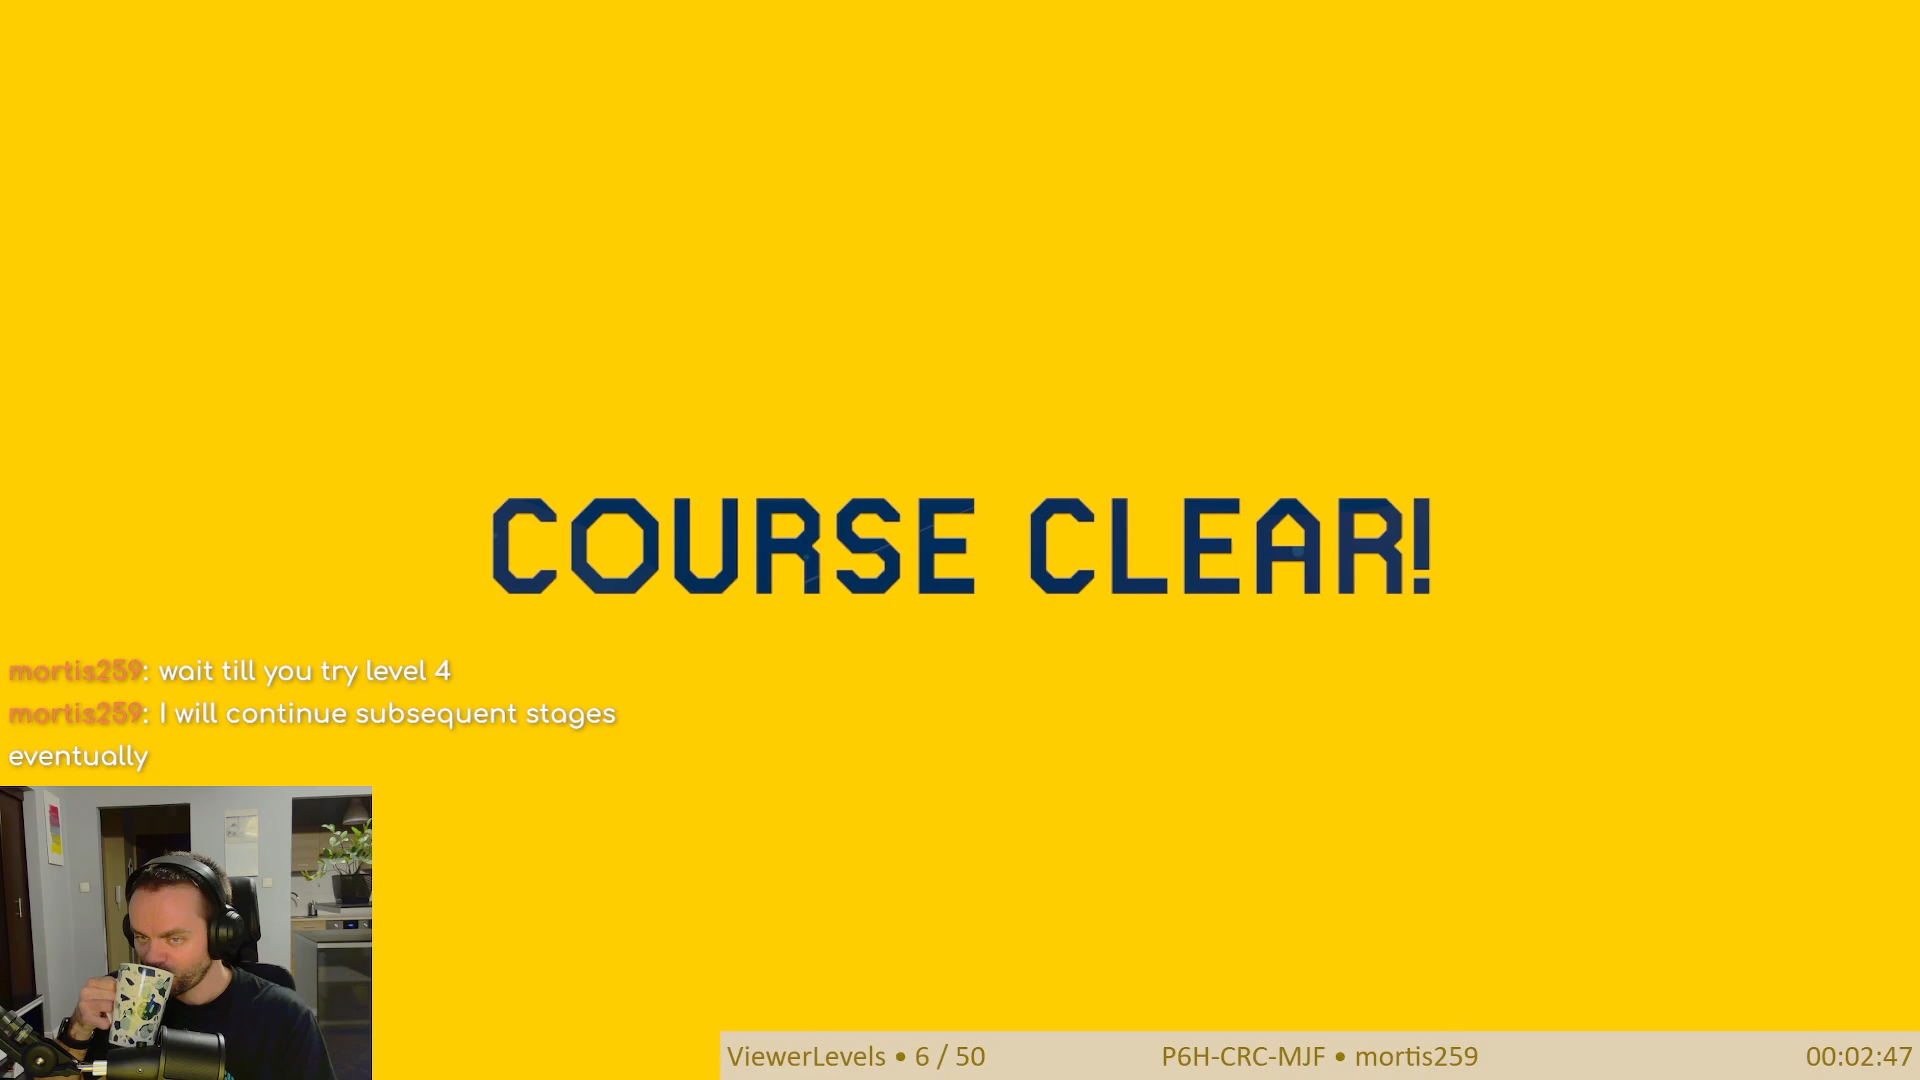 COURSE CLEAR!
mortis259: wait till you try level 4
mortis259: I will continue subsequent stages
eventually
ViewerLevels • 6 / 50
P6H-CRC-MJF • mortis259
00:02:47